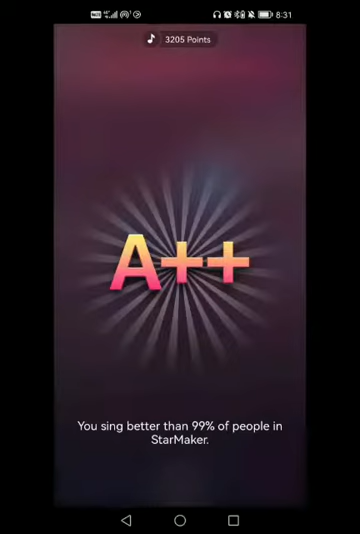 8:31
3205 Points
A++
You sing better than 99% of people in
StarMaker.